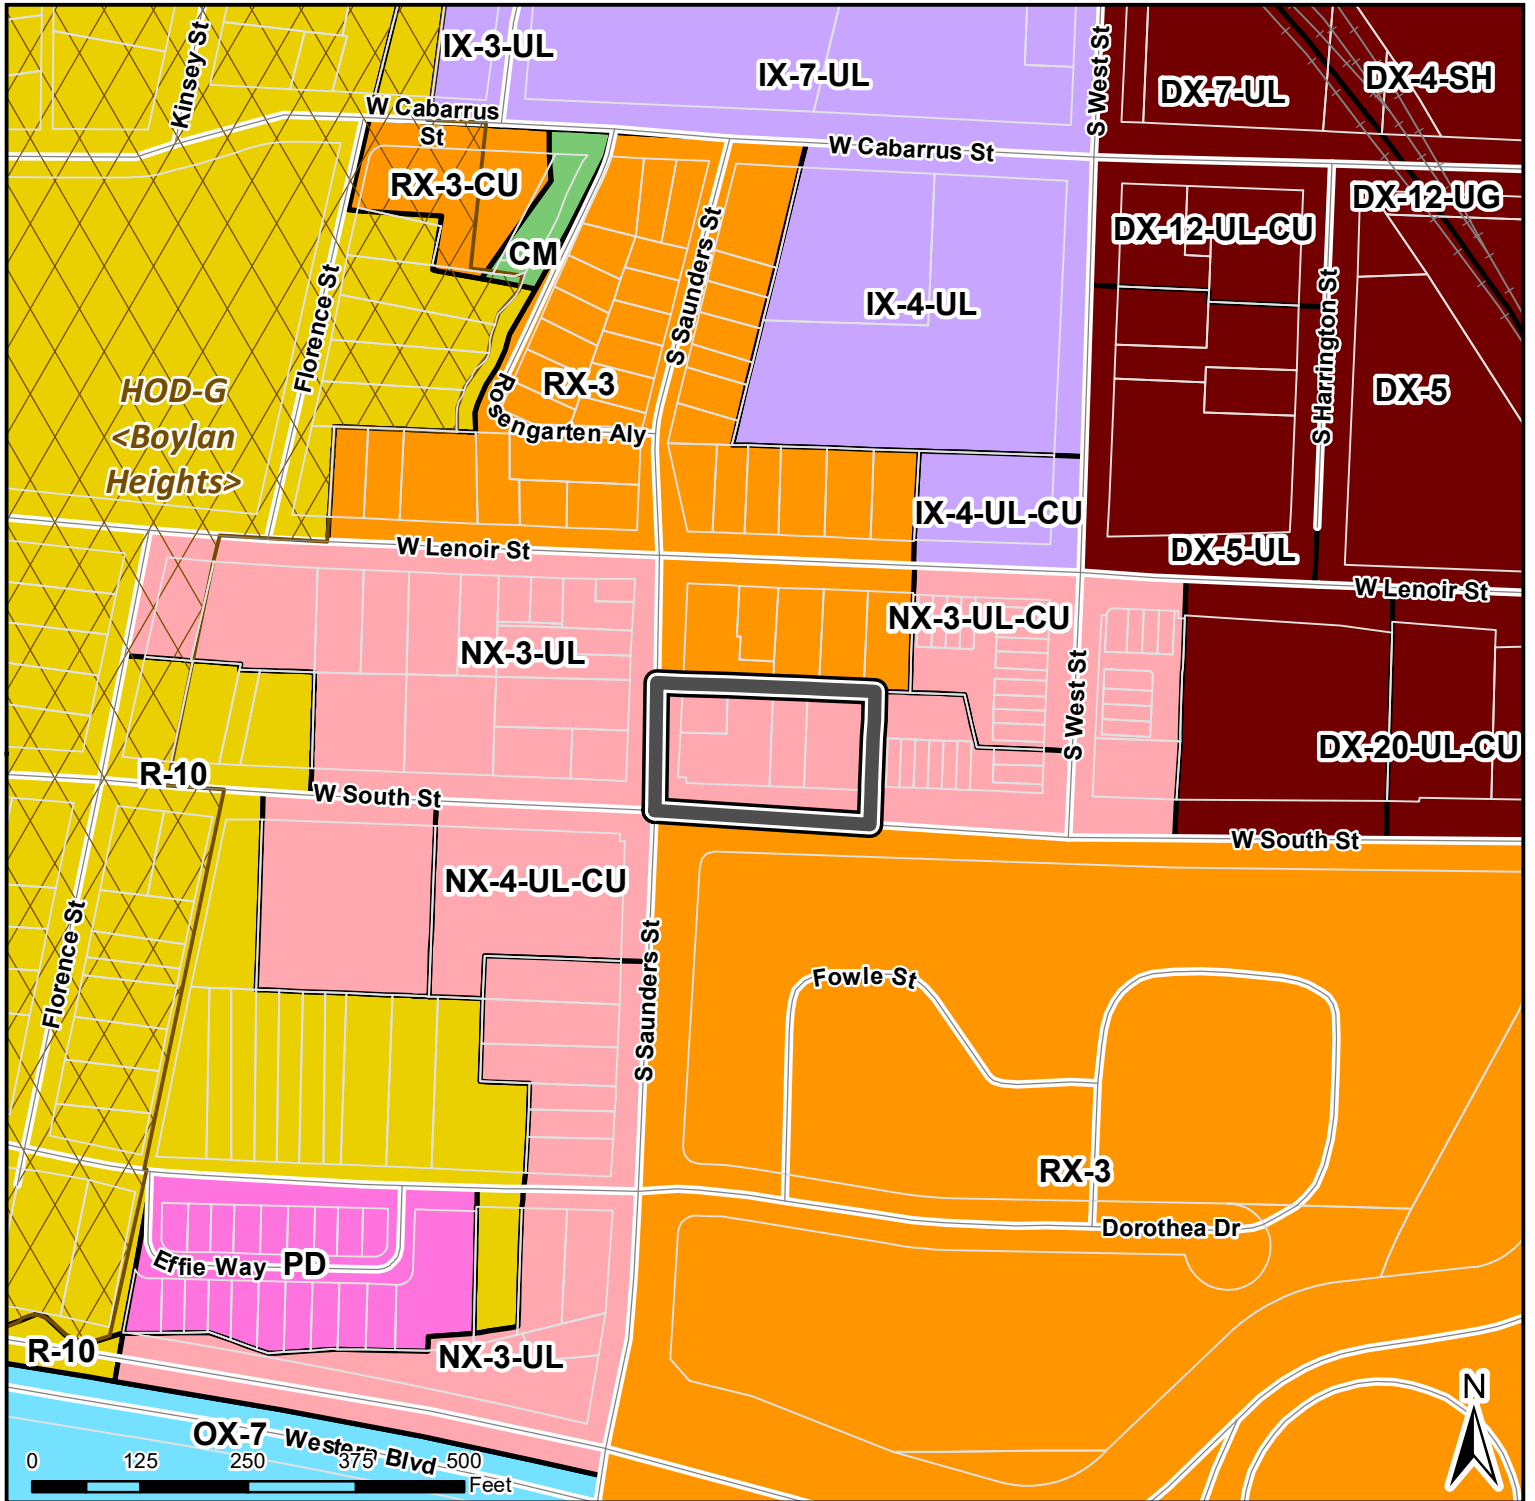 IX-3-UL
IX-7-UL
DX-7-UL
DX-4-SH
Kinsey St
S West St
W Cabarrus
St
W Cabarrus St
RX-3-CU
DX-12-UG
DX-12-UL-CU
CM
S Saunders St
IX-4-UL
Florence St
S Harrington St
RX-3
DX-5
HOD-G
<Boylan
Heights>
Rosengarten Aly
IX-4-UL-CU
W Lenoir St
DX-5-UL
W Lenoir St
NX-3-UL-CU
NX-3-UL
S West St
DX-20-UL-CU
R-10
W South St
W South St
NX-4-UL-CU
Florence St
S Saunders St
Fowle St
RX-3
Dorothea Dr
Effie Way
PD
R-10
NX-3-UL
N
OX-7
Western Blvd
0 125 250 375 500
Feet